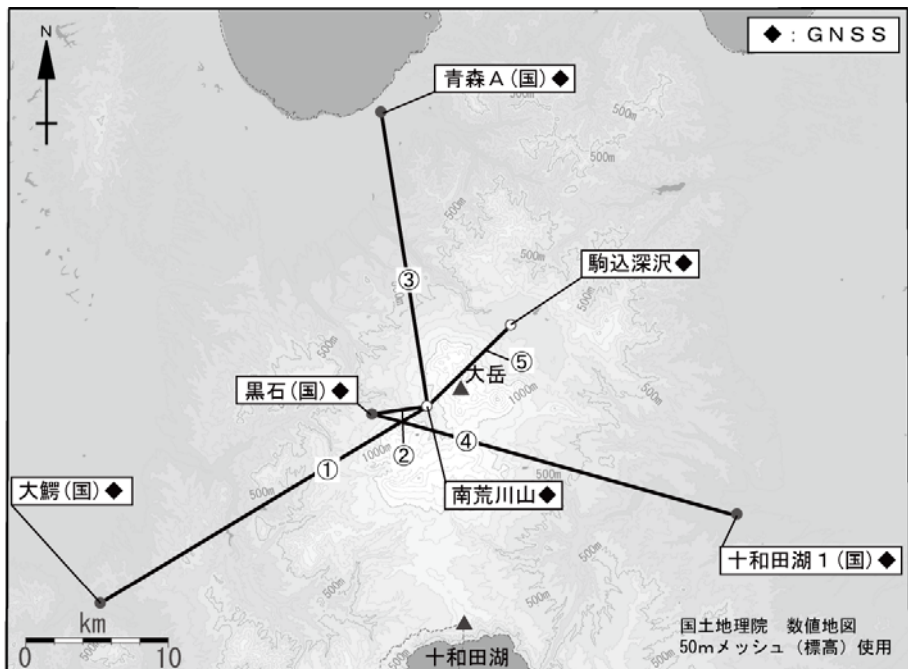 N
◆：ＧＮＳＳ
青森Ａ(国)◆
500m
500m
500m
500m
駒込深沢◆
③
500m
500m
⑤
大岳
1000m
黒石(国)◆
②
④
①
1000m
500m
500m
大鰐(国)◆
南荒川山◆
十和田湖１(国)◆
500m
500m
km
0 10
十和田湖
国土地理院　数値地図
50mメッシュ（標高）使用